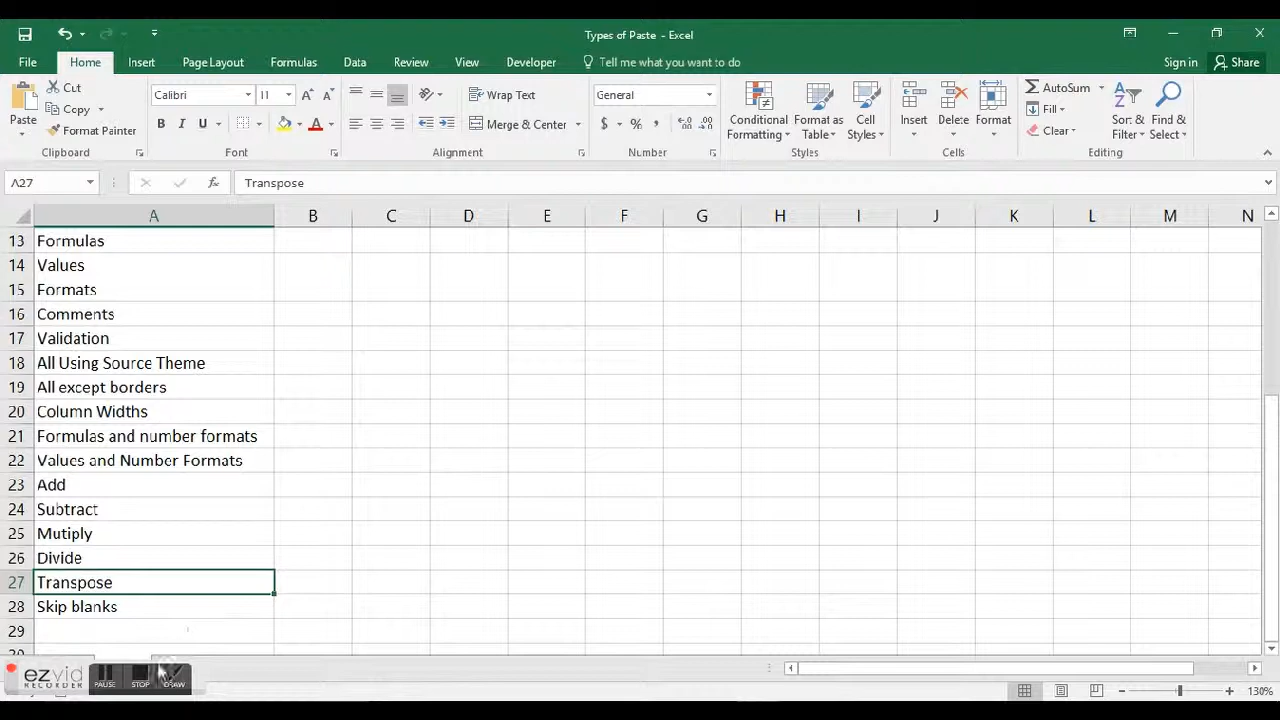 Types of Paste - Excel
File Home Insert Page Layout Formulas Data Review View Developer Tell me what you want to do Sign in Share
Paste Cut Copy Format Painter Clipboard
Calibri 11 A A B I U A Font
Wrap Text Merge & Center Alignment
General $ % , Number
Conditional Formatting Format as Table Cell Styles Styles
Insert Delete Format Cells
AutoSum Fill Clear Sort & Filter Find & Select Editing
A27 fx Transpose
A B C D E F G H I J K L M N
13 Formulas
14 Values
15 Formats
16 Comments
17 Validation
18 All Using Source Theme
19 All except borders
20 Column Widths
21 Formulas and number formats
22 Values and Number Formats
23 Add
24 Subtract
25 Mutiply
26 Divide
27 Transpose
28 Skip blanks
29
ezvid RECORDER PAUSE STOP DRAW
130%